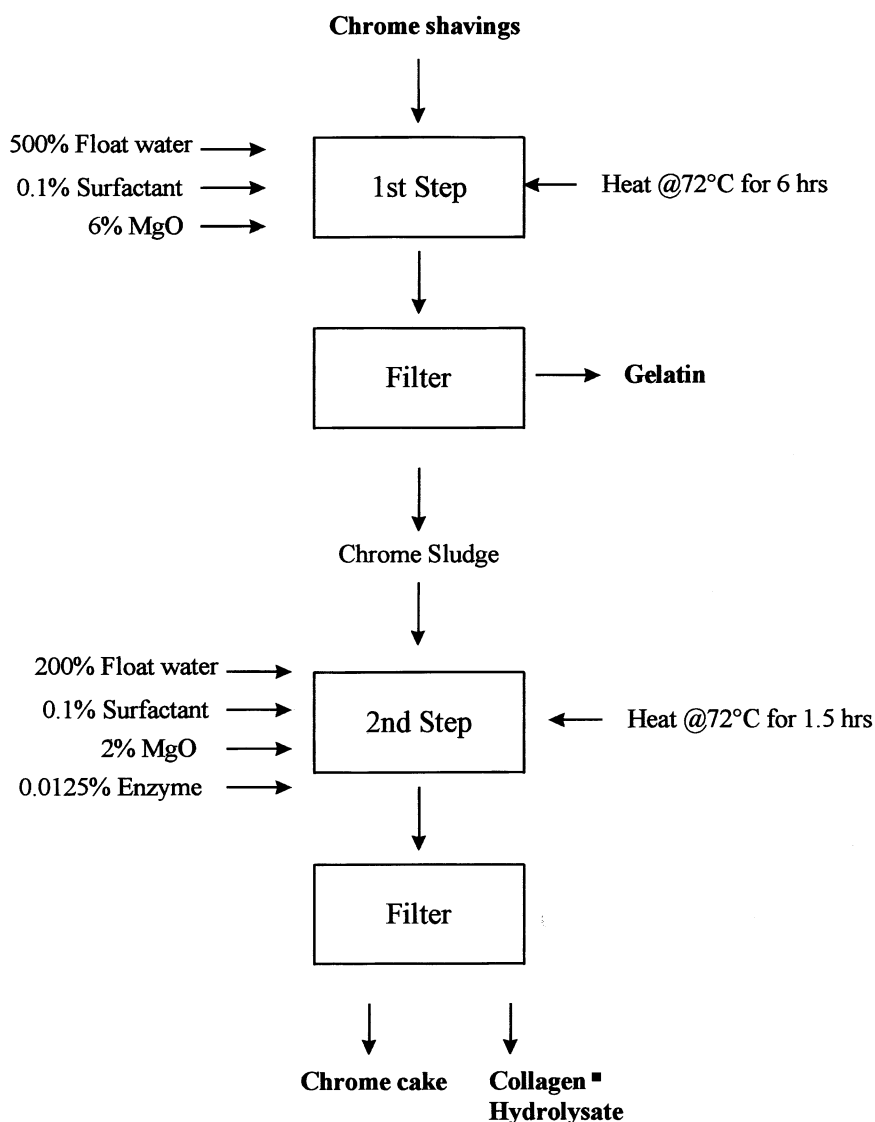 Chrome shavings
500% Float water
0.1% Surfactant
6% MgO
1st Step
Heat @72°C for 6 hrs
Filter
Gelatin
Chrome Sludge
200% Float water
0.1% Surfactant
2% MgO
0.0125% Enzyme
2nd Step
Heat @72°C for 1.5 hrs
Filter
Chrome cake
Collagen
Hydrolysate